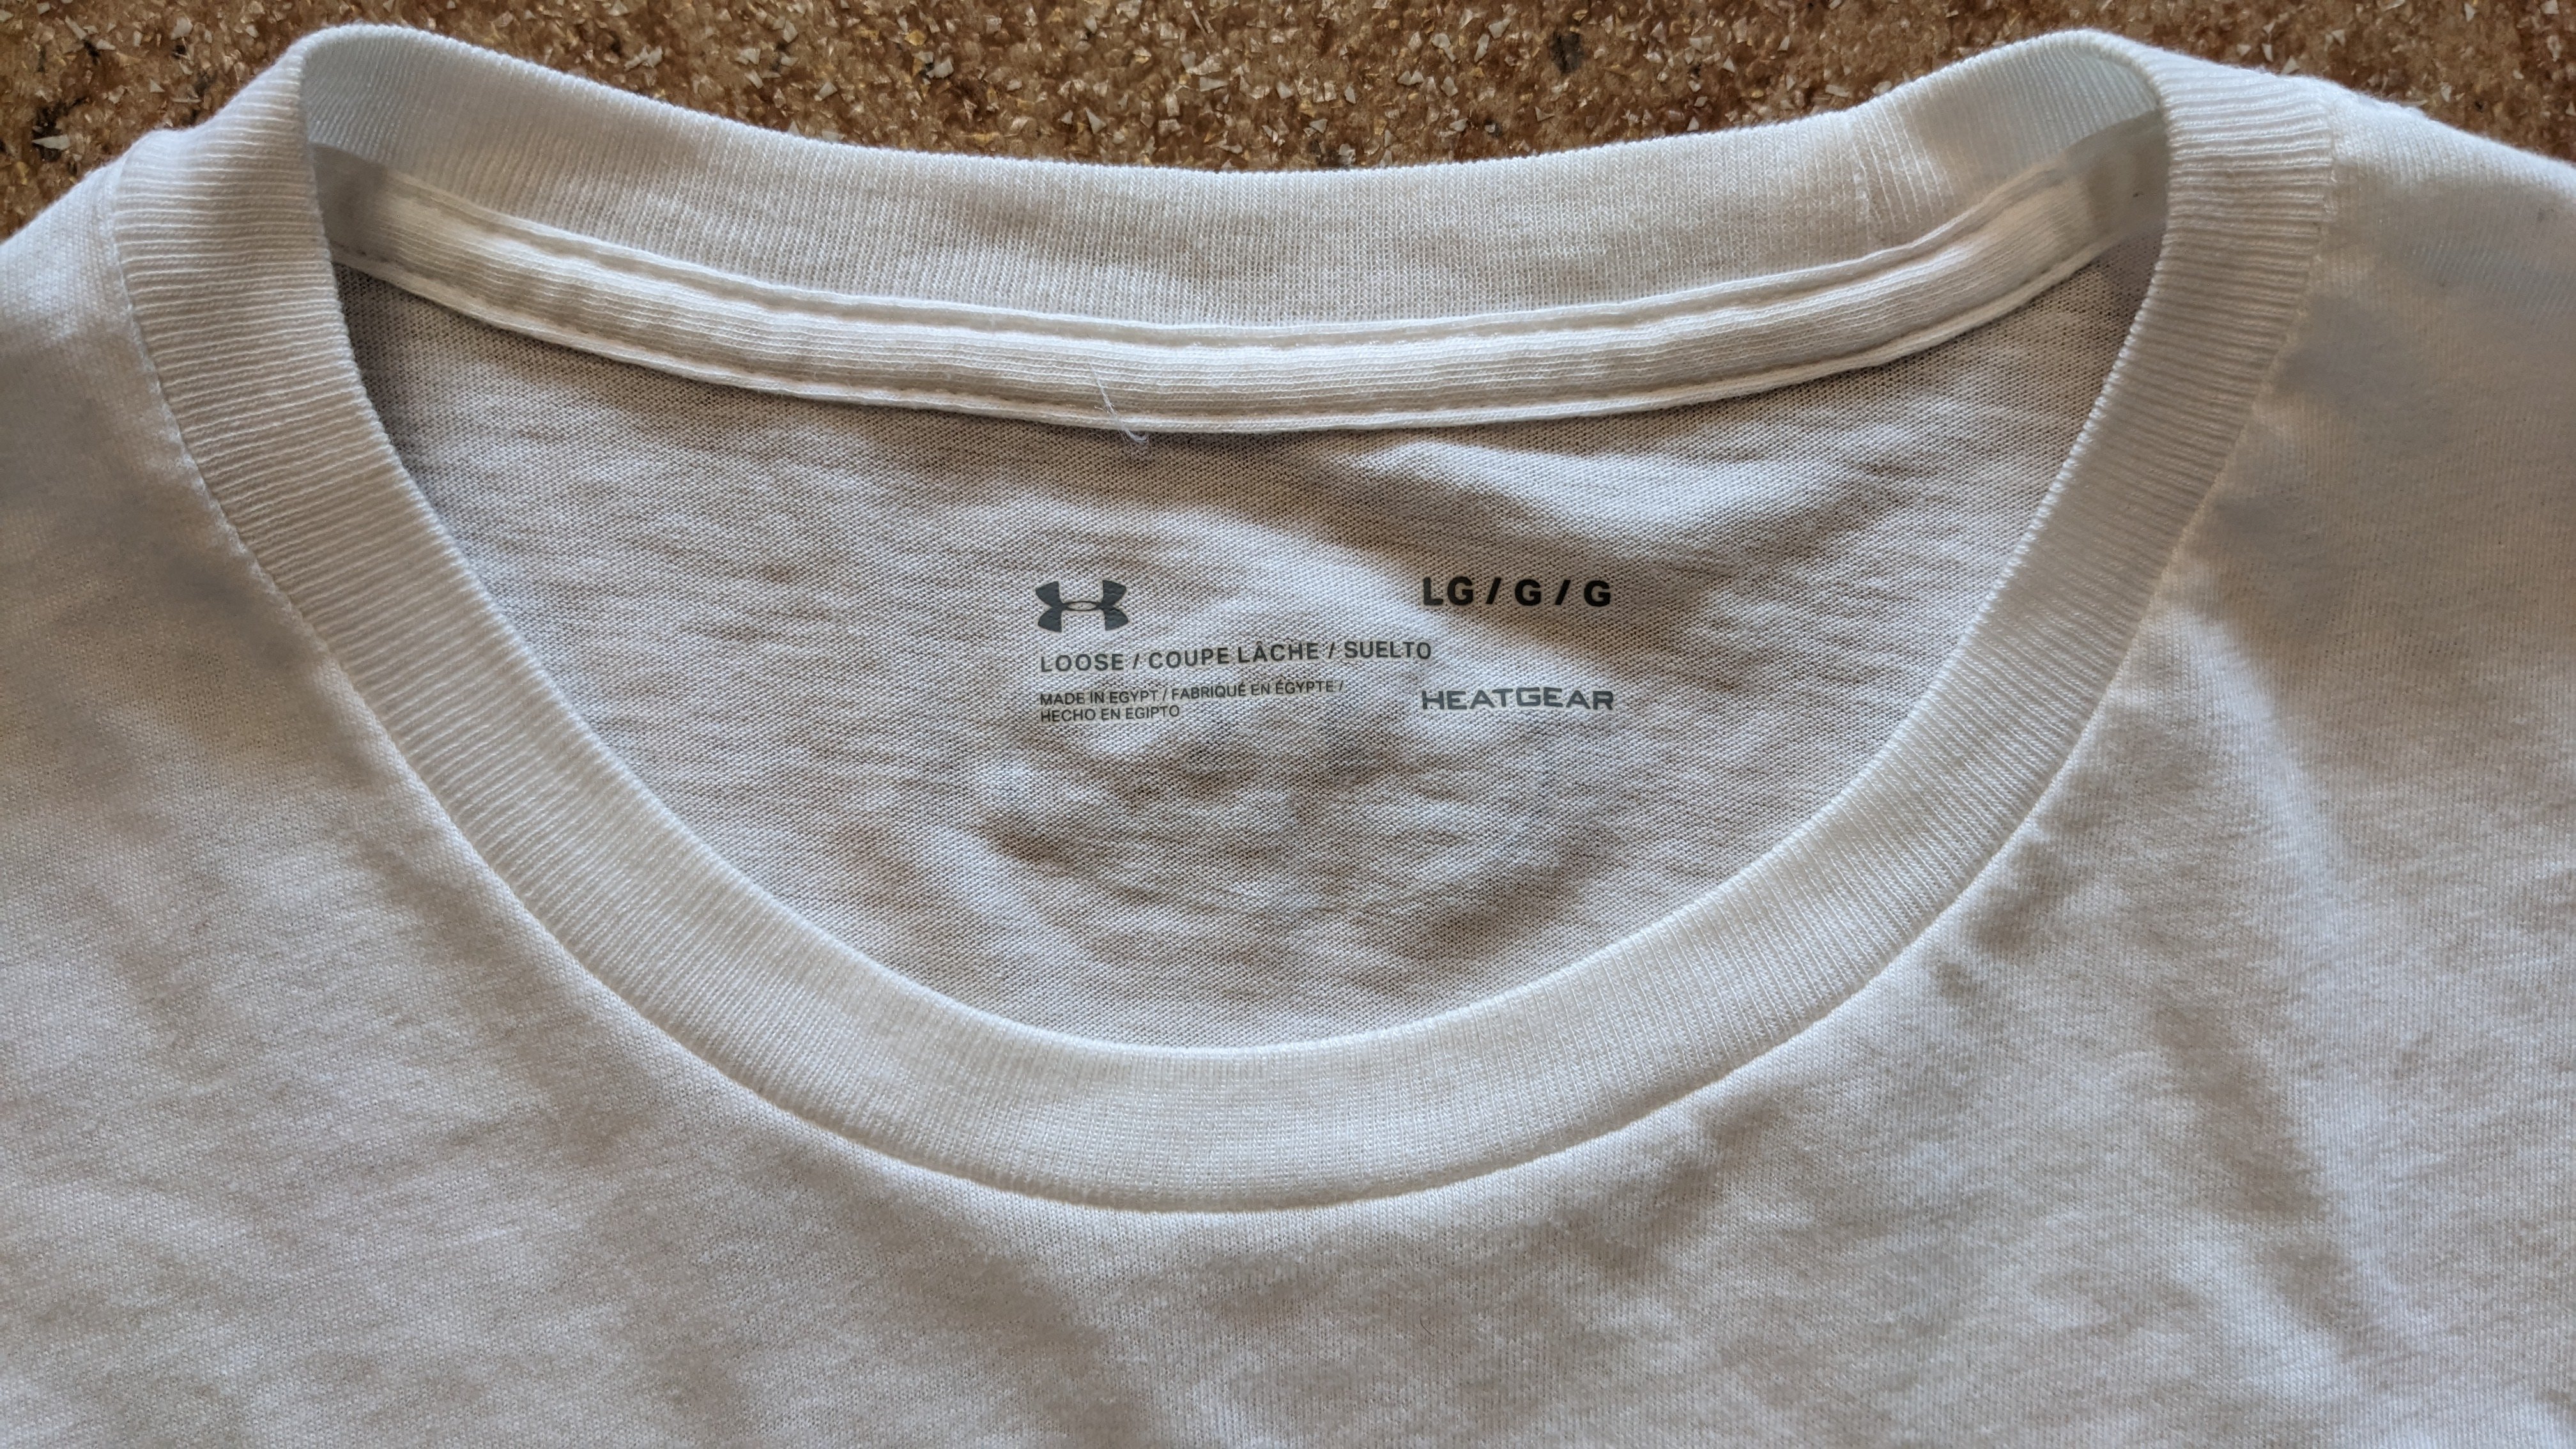 LG / G / G
LOOSE / COUPE LÂCHE / SUELTO
MADE IN EGYPT / FABRIQUÉ EN ÉGYPTE /
HECHO EN EGIPTO
HEATGEAR